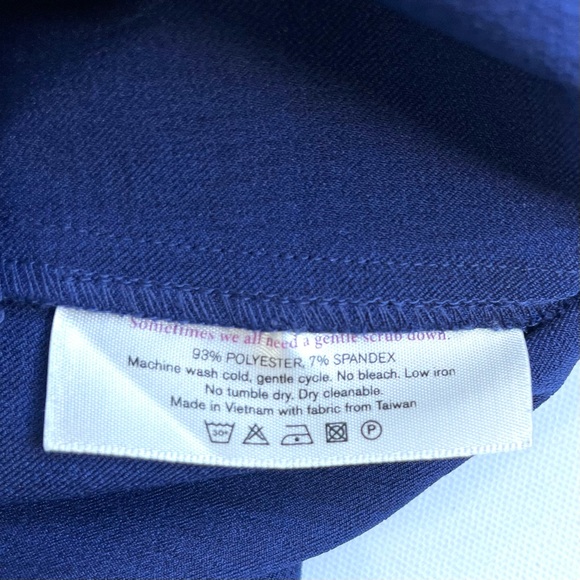 Sometimes we all need a gentle scrub down.
93% POLYESTER, 7% SPANDEX
Machine wash cold, gentle cycle. No bleach. Low iron
No tumble dry. Dry cleanable.
Made in Vietnam with fabric from Taiwan
30° P